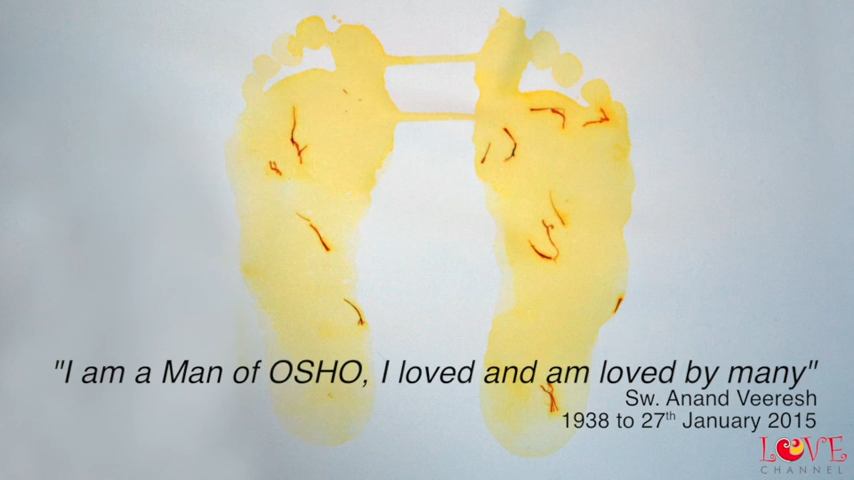 "I am a Man of OSHO, I loved and am loved by many"
Sw. Anand Veeresh
1938 to 27th January 2015
LOVE
CHANNEL